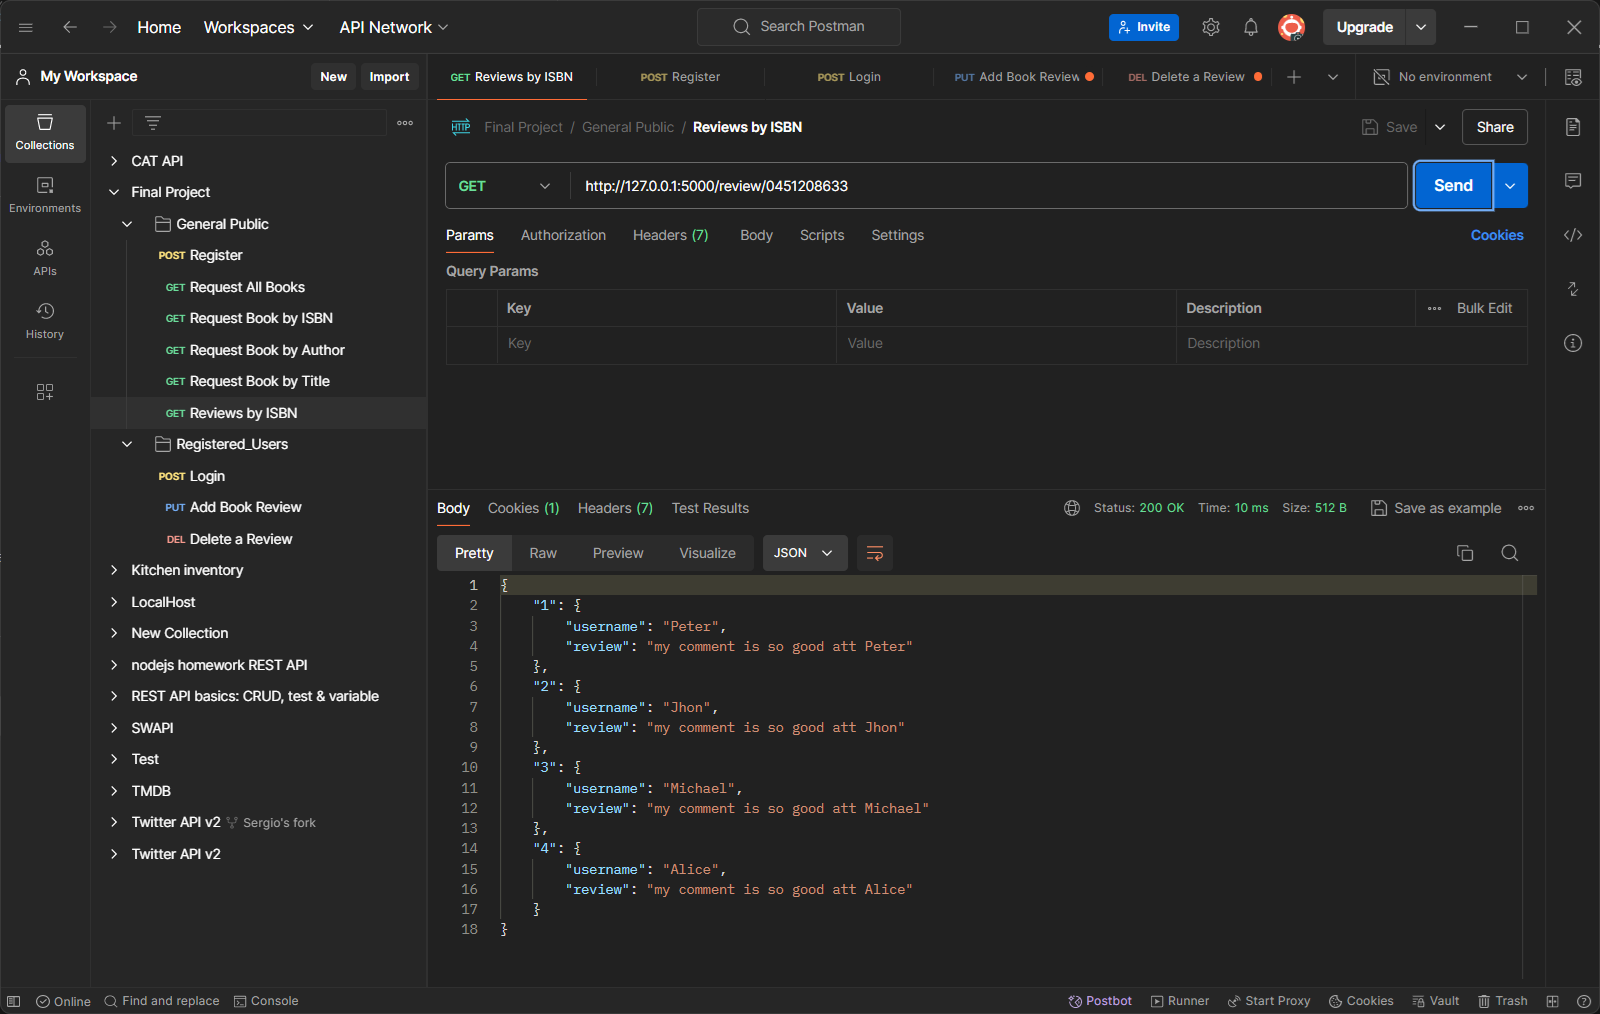 Home
Workspaces
API Network
Search Postman
Invite
Upgrade
My Workspace
New
Import
GET Reviews by ISBN
POST Register
POST Login
PUT Add Book Review
DEL Delete a Review
No environment
Collections
Environments
APIs
History
CAT API
Final Project
General Public
POST Register
GET Request All Books
GET Request Book by ISBN
GET Request Book by Author
GET Request Book by Title
GET Reviews by ISBN
Registered_Users
POST Login
PUT Add Book Review
DEL Delete a Review
Kitchen inventory
LocalHost
New Collection
nodejs homework REST API
REST API basics: CRUD, test & variable
SWAPI
Test
TMDB
Twitter API v2 Sergio's fork
Twitter API v2
HTTP Final Project / General Public / Reviews by ISBN
Save
Share
GET http://127.0.0.1:5000/review/0451208633
Send
Params Authorization Headers (7) Body Scripts Settings
Cookies
Query Params
Key Value Description Bulk Edit
Key Value Description
Body Cookies (1) Headers (7) Test Results
Status: 200 OK Time: 10 ms Size: 512 B
Save as example
Pretty Raw Preview Visualize JSON
1 {
2 "1": {
3 "username": "Peter",
4 "review": "my comment is so good att Peter"
5 },
6 "2": {
7 "username": "Jhon",
8 "review": "my comment is so good att Jhon"
9 },
10 "3": {
11 "username": "Michael",
12 "review": "my comment is so good att Michael"
13 },
14 "4": {
15 "username": "Alice",
16 "review": "my comment is so good att Alice"
17 }
18 }
Online Find and replace Console
Postbot Runner Start Proxy Cookies Vault Trash